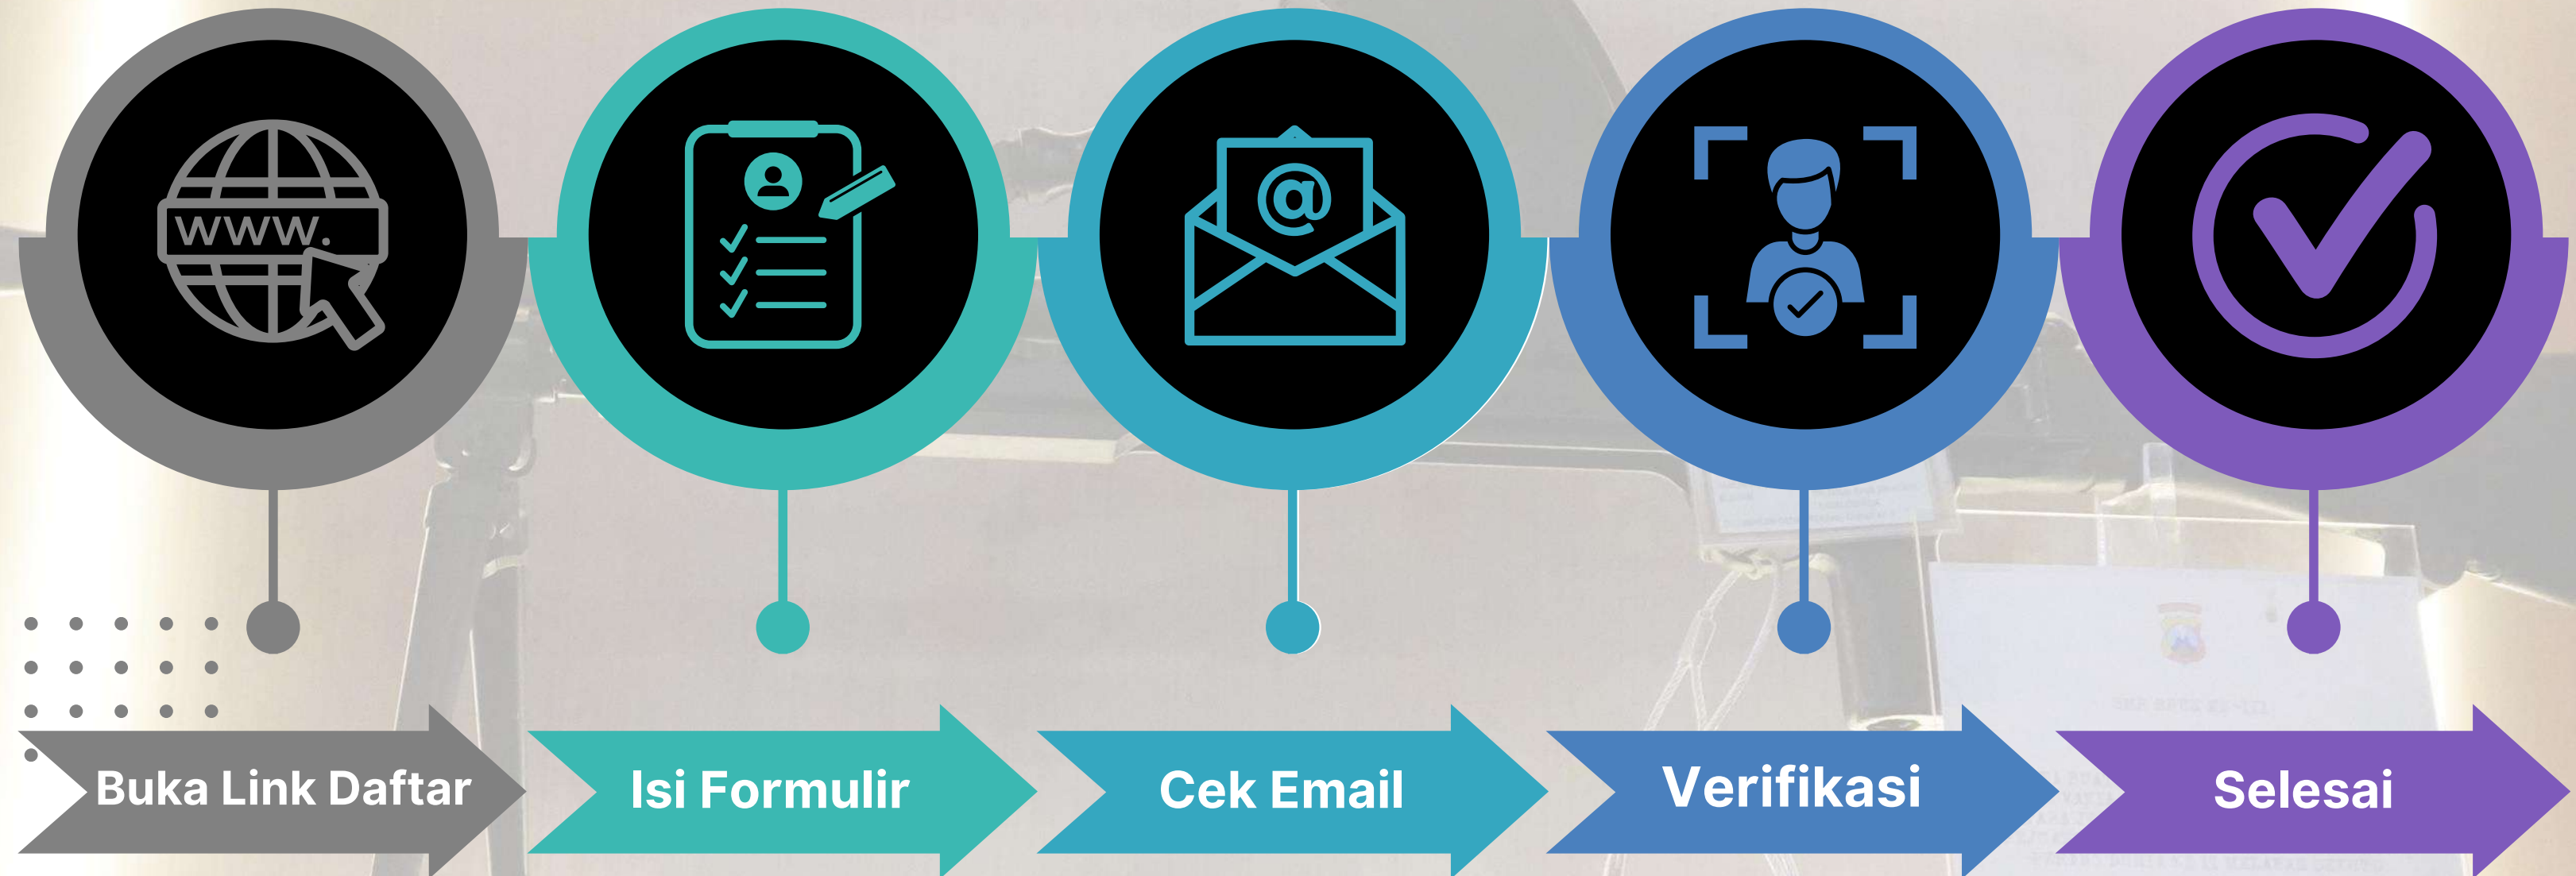 www.
@
Buka Link Daftar
Isi Formulir
Cek Email
Verifikasi
Selesai